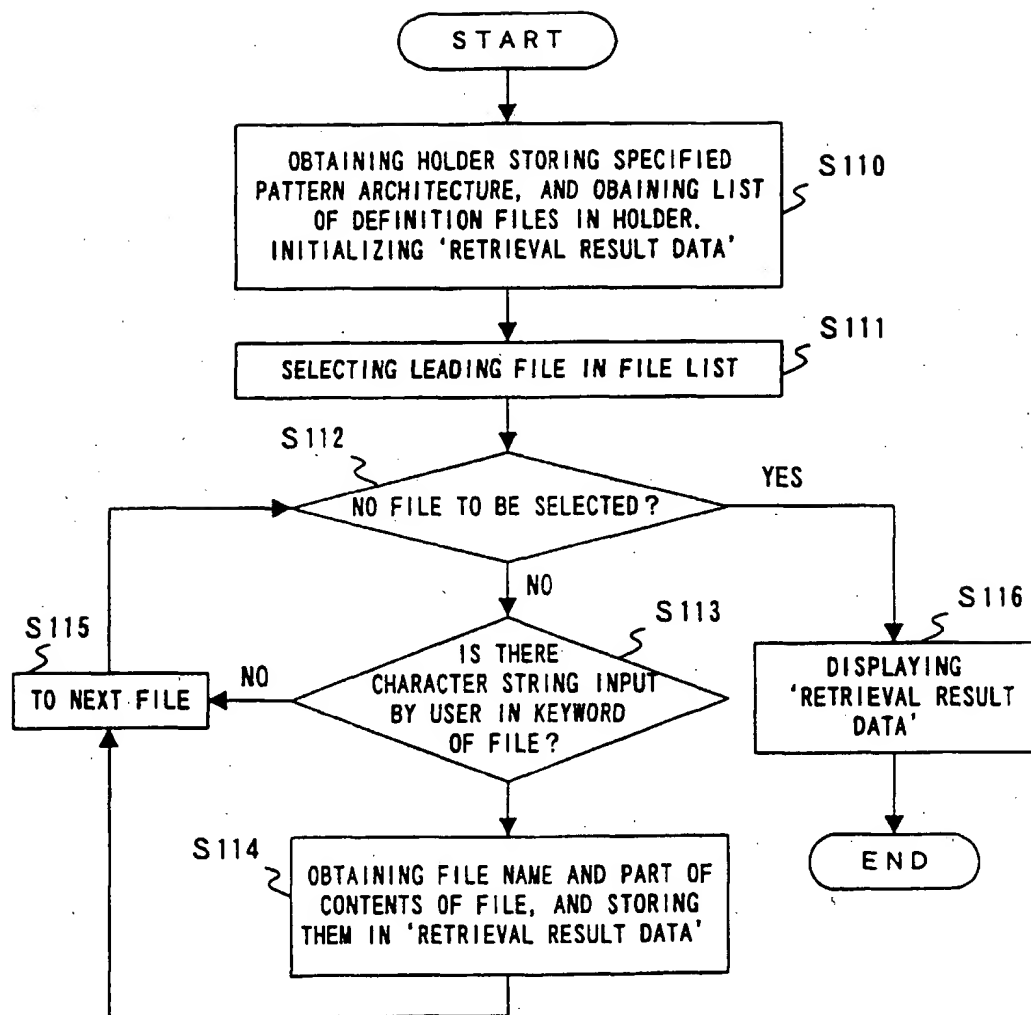 START
OBTAINING HOLDER STORING SPECIFIED
PATTERN ARCHITECTURE, AND OBAINING LIST
OF DEFINITION FILES IN HOLDER.
INITIALIZING 'RETRIEVAL RESULT DATA'
S110
S111
SELECTING LEADING FILE IN FILE LIST
S112
NO FILE TO BE SELECTED?
YES
NO
S113
IS THERE
CHARACTER STRING INPUT
BY USER IN KEYWORD
OF FILE?
NO
S115
TO NEXT FILE
S116
DISPLAYING
'RETRIEVAL RESULT
DATA'
S114
OBTAINING FILE NAME AND PART OF
CONTENTS OF FILE, AND STORING
THEM IN 'RETRIEVAL RESULT DATA'
END